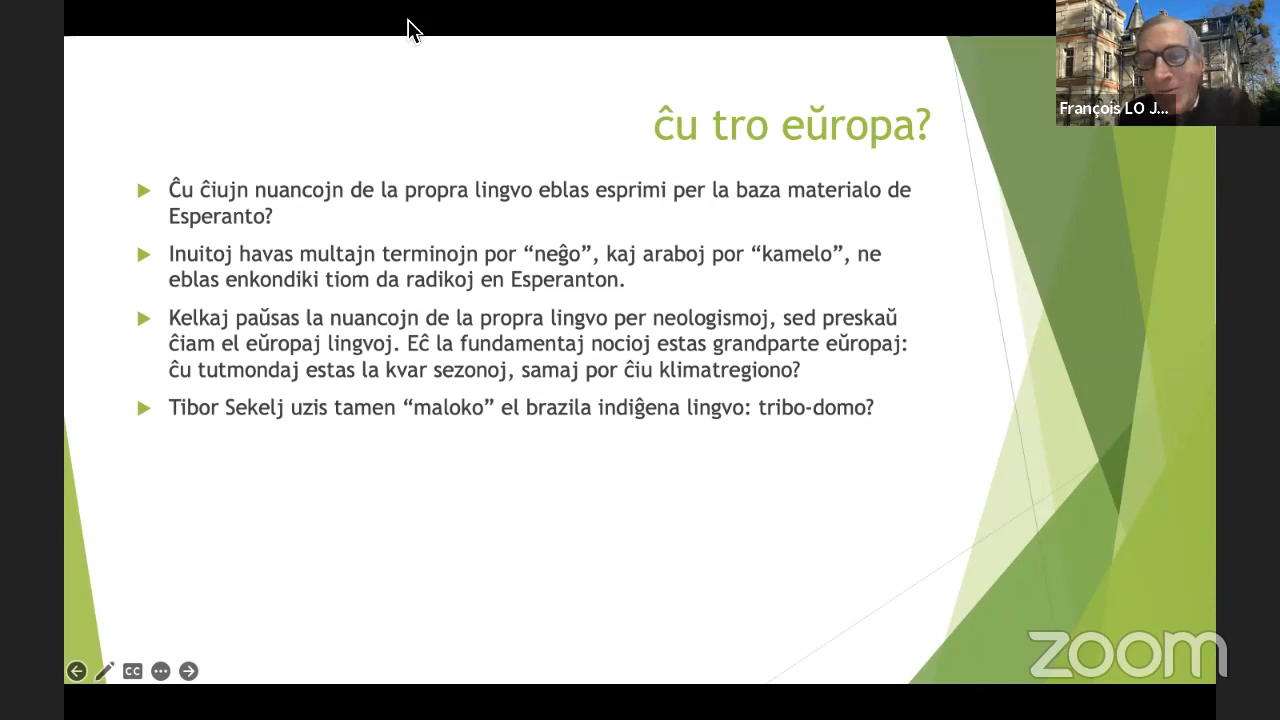 François LO J...
ĉu tro eŭropa?
Ĉu ĉiujn nuancojn de la propra lingvo eblas esprimi per la baza materialo de
Esperanto?
Inuitoj havas multajn terminojn por “neĝo”, kaj araboj por “kamelo”, ne
eblas enkondiki tiom da radikoj en Esperanton.
Kelkaj paŭsas la nuancojn de la propra lingvo per neologismoj, sed preskaŭ
ĉiam el eŭropaj lingvoj. Eĉ la fundamentaj nocioj estas grandparte eŭropaj:
ĉu tutmondaj estas la kvar sezonoj, samaj por ĉiu klimatregiono?
Tibor Sekelj uzis tamen “maloko” el brazila indiĝena lingvo: tribo-domo?
CC
zoom